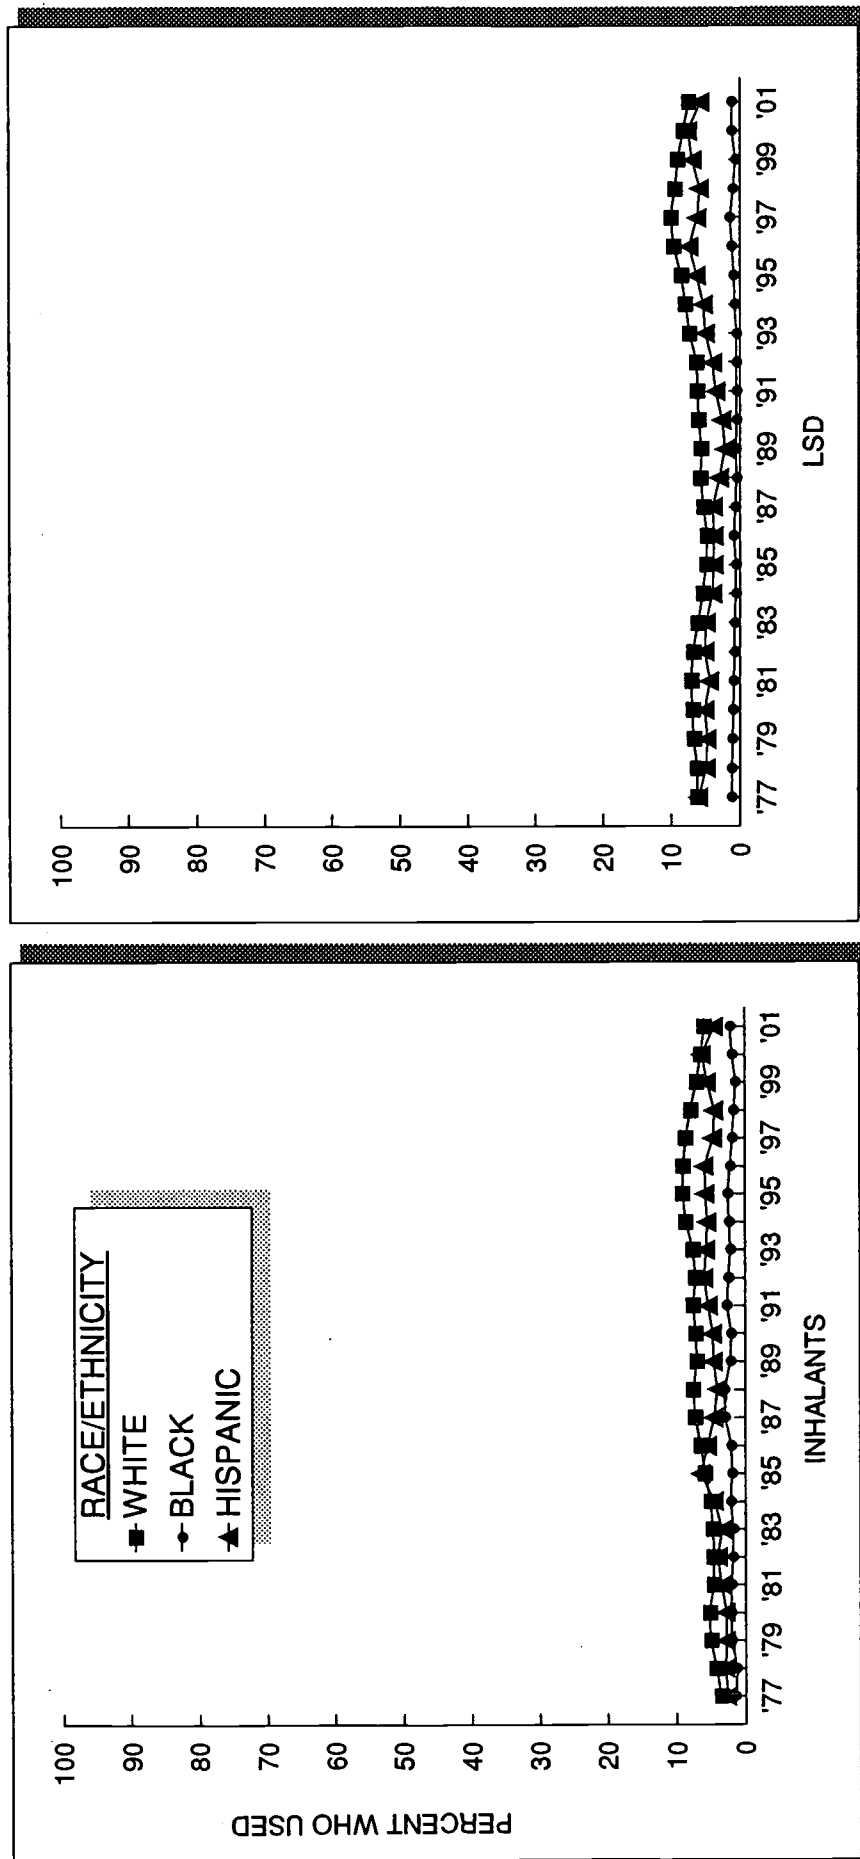 PERCENT WHO USED
100
90
80
70
60
50
40
30
20
10
0
RACE/ETHNICITY
WHITE
BLACK
HISPANIC
'77 '79 '81 '83 '85 '87 '89 '91 '93 '95 '97 '99 '01
INHALANTS
100
90
80
70
60
50
40
30
20
10
0
'77 '79 '81 '83 '85 '87 '89 '91 '93 '95 '97 '99 '01
LSD